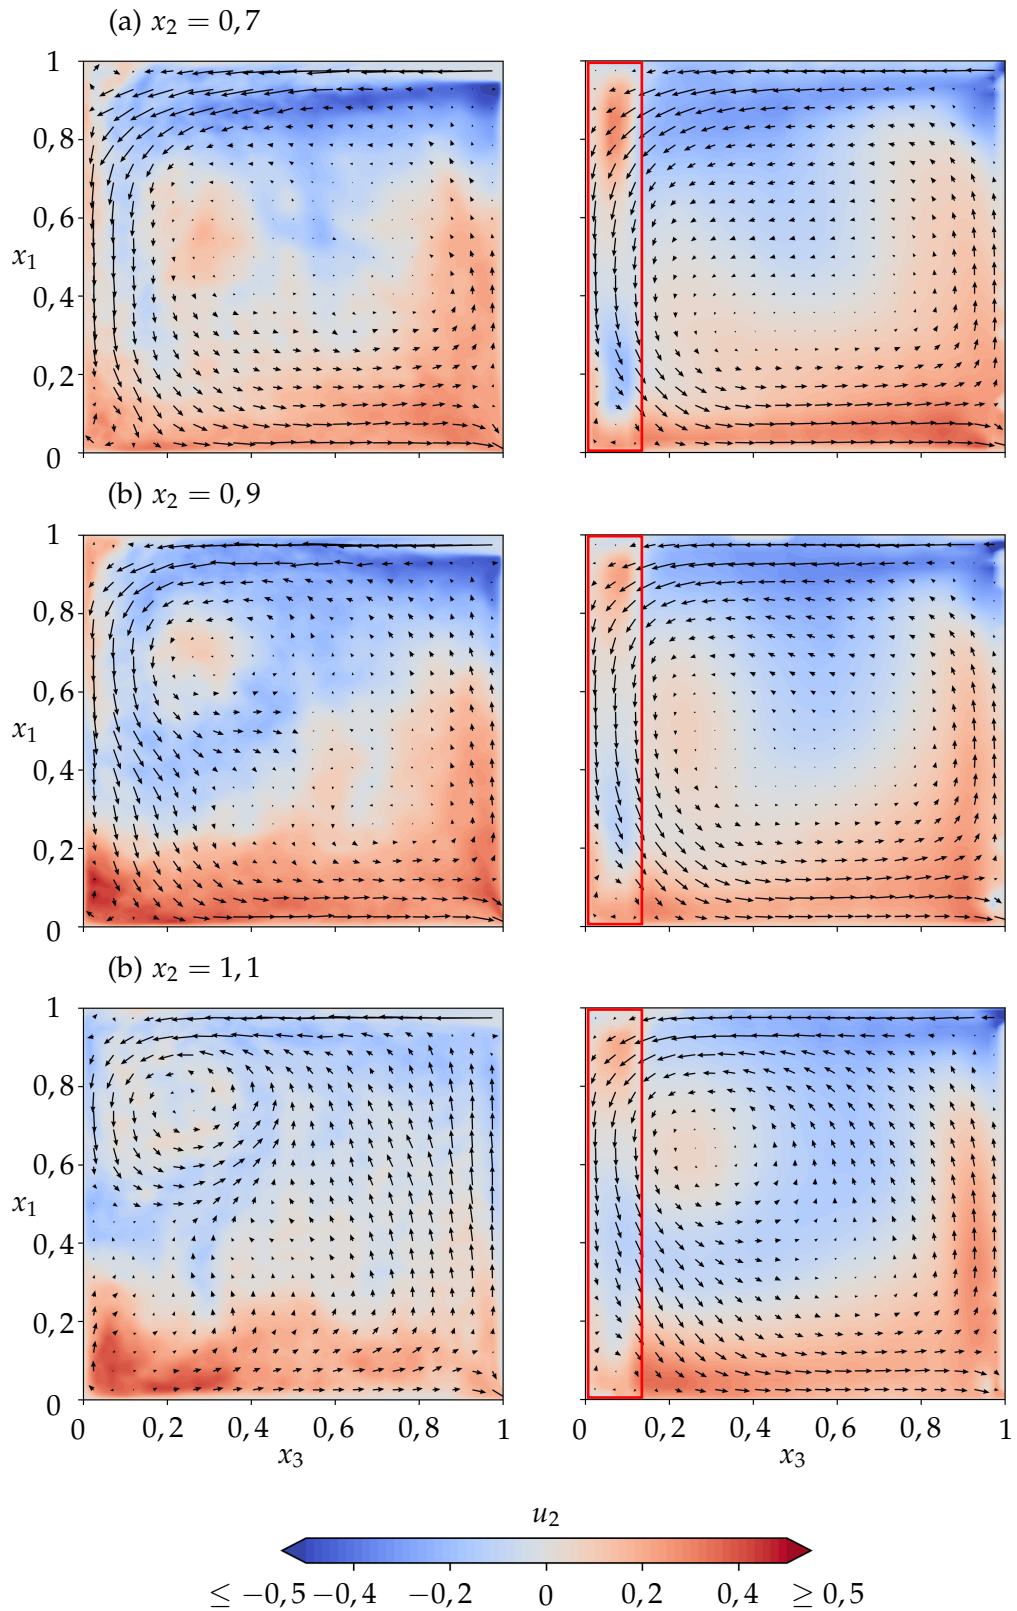 (a) x₂ = 0,7
1
0,8
0,6
x₁
0,4
0,2
0
(b) x₂ = 0,9
1
0,8
0,6
x₁
0,4
0,2
0
(b) x₂ = 1,1
1
0,8
0,6
x₁
0,4
0,2
0
0 0,2 0,4 0,6 0,8 1 0 0,2 0,4 0,6 0,8 1
x₃ x₃
u₂
≤ −0,5 −0,4 −0,2 0 0,2 0,4 ≥ 0,5